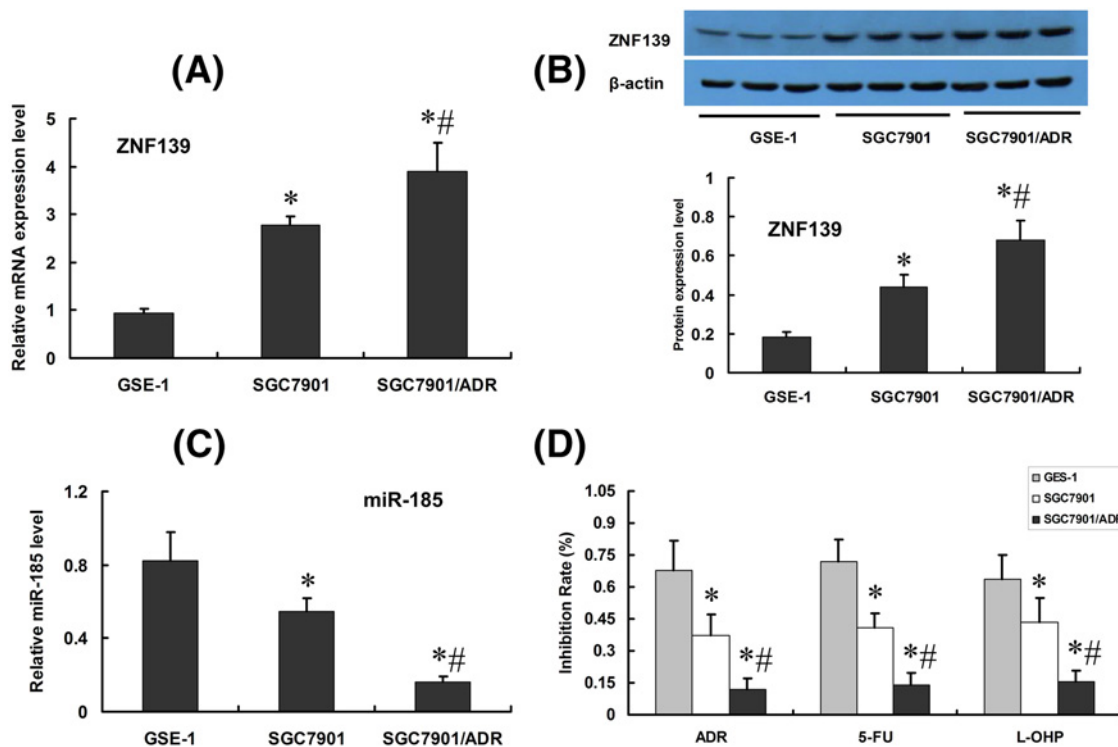 (A)
Relative mRNA expression level
5
4
3
2
1
0
ZNF139
*
*#
GSE-1 SGC7901 SGC7901/ADR
(B)
ZNF139
β-actin
GSE-1 SGC7901 SGC7901/ADR
Protein expression level
1
0.8
0.6
0.4
0.2
0
ZNF139
*
*#
GSE-1 SGC7901 SGC7901/ADR
(C)
Relative miR-185 level
1.2
0.8
0.4
0
miR-185
*
*#
GSE-1 SGC7901 SGC7901/ADR
(D)
GES-1
SGC7901
SGC7901/ADR
Inhibition Rate (%)
1.05
0.9
0.75
0.6
0.45
0.3
0.15
0
* *# * *# * *#
ADR 5-FU L-OHP